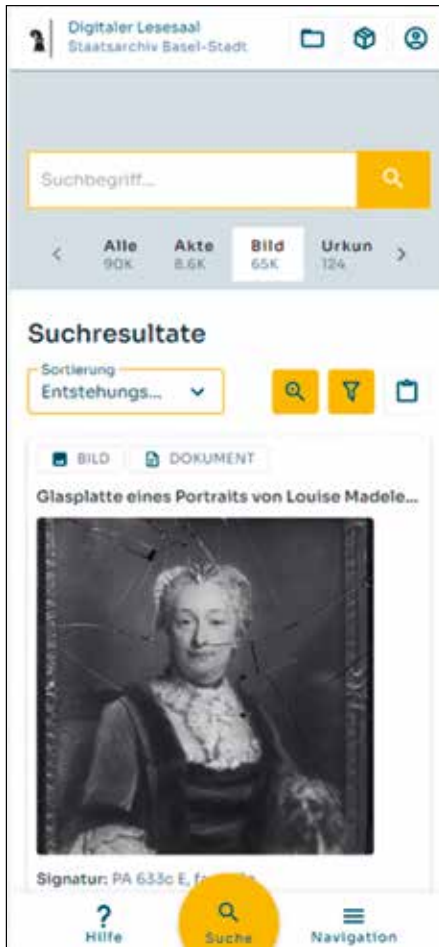 Digitaler Lesesaal
Staatsarchiv Basel-Stadt
Suchbegriff...
Alle Akte Bild Urkun
90K 8.6K 65K 124
Suchresultate
Sortierung
Entstehungs...
BILD DOKUMENT
Glasplatte eines Portraits von Louise Madele...
Signatur: PA 633c E,
Hilfe Suche Navigation